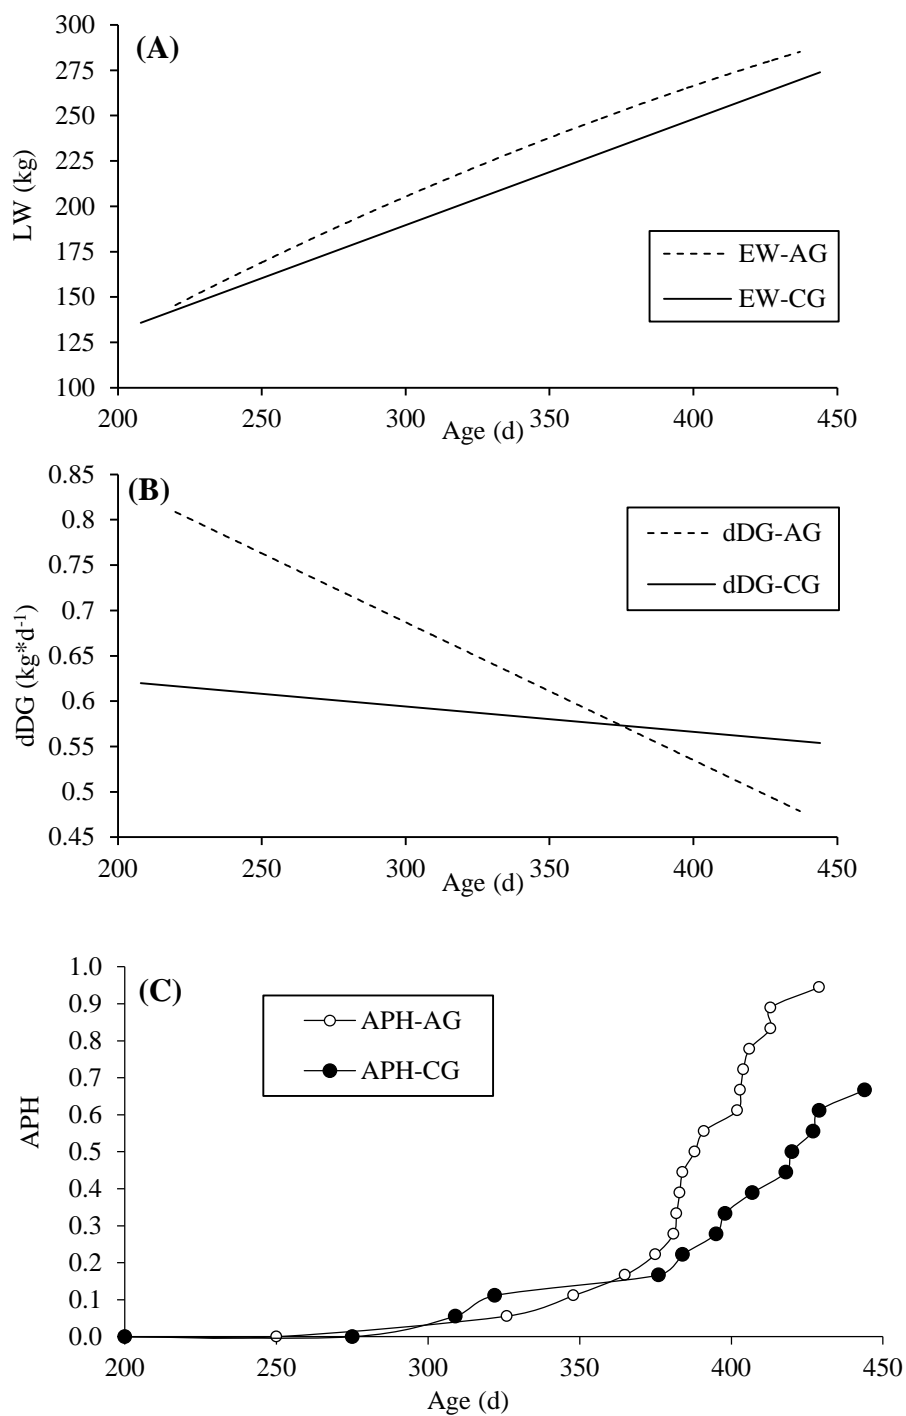 (A)
300
275
250
225
200
175
150
125
100
LW (kg)
EW-AG
EW-CG
200 250 300 350 400 450
Age (d)
(B)
0.85
0.8
0.75
0.7
0.65
0.6
0.55
0.5
0.45
dDG (kg*d-1)
dDG-AG
dDG-CG
200 250 300 350 400 450
Age (d)
(C)
1.0
0.9
0.8
0.7
0.6
0.5
0.4
0.3
0.2
0.1
0.0
APH
APH-AG
APH-CG
200 250 300 350 400 450
Age (d)